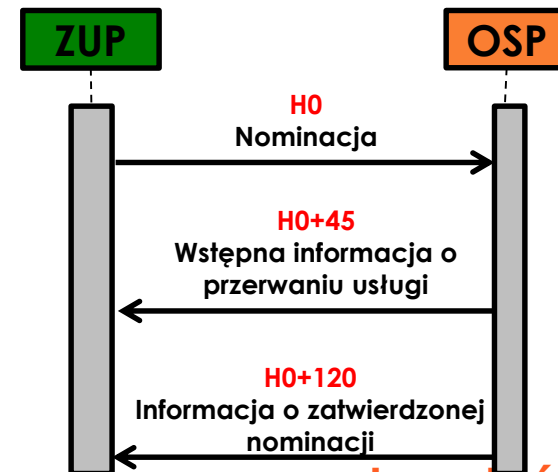 ZUP
OSP
H0
Nominacja
H0+45
Wstępna informacja o
przerwaniu usługi
H0+120
Informacja o zatwierdzonej
nominacji